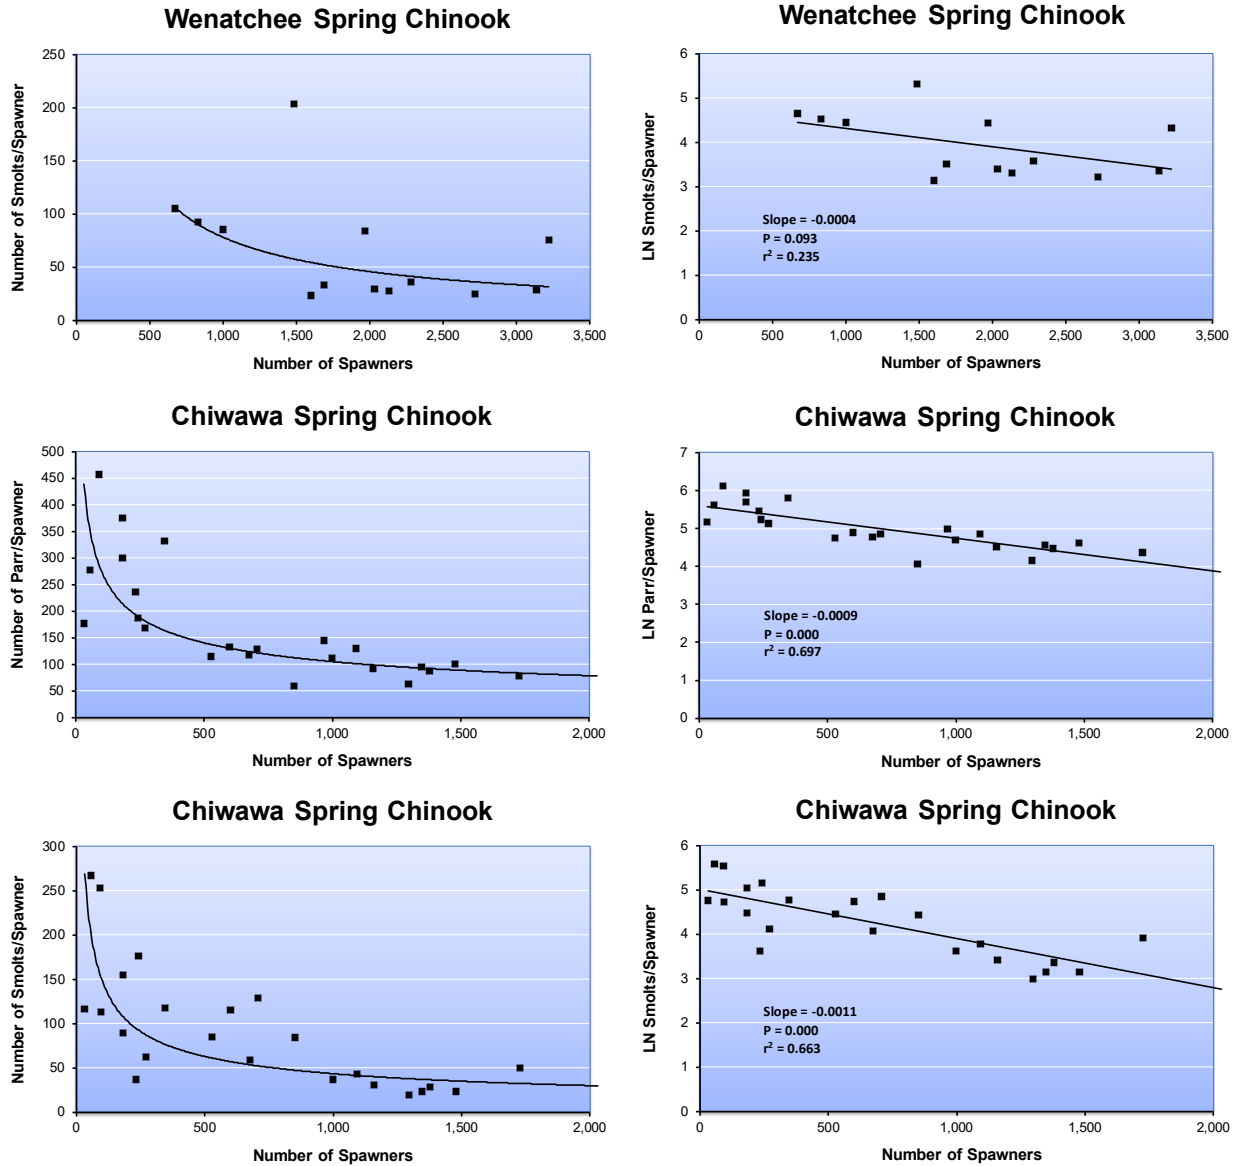 Wenatchee Spring Chinook
250
200
150
100
50
0
0 500 1,000 1,500 2,000 2,500 3,000 3,500
Number of Smolts/Spawner
Number of Spawners
Wenatchee Spring Chinook
6
5
4
3
2
1
0
0 500 1,000 1,500 2,000 2,500 3,000 3,500
LN Smolts/Spawner
Slope = -0.0004
P = 0.093
r² = 0.235
Number of Spawners
Chiwawa Spring Chinook
500
450
400
350
300
250
200
150
100
50
0
0 500 1,000 1,500 2,000
Number of Parr/Spawner
Number of Spawners
Chiwawa Spring Chinook
7
6
5
4
3
2
1
0
0 500 1,000 1,500 2,000
LN Parr/Spawner
Slope = -0.0009
P = 0.000
r² = 0.697
Number of Spawners
Chiwawa Spring Chinook
300
250
200
150
100
50
0
0 500 1,000 1,500 2,000
Number of Smolts/Spawner
Number of Spawners
Chiwawa Spring Chinook
6
5
4
3
2
1
0
0 500 1,000 1,500 2,000
LN Smolts/Spawner
Slope = -0.0011
P = 0.000
r² = 0.663
Number of Spawners